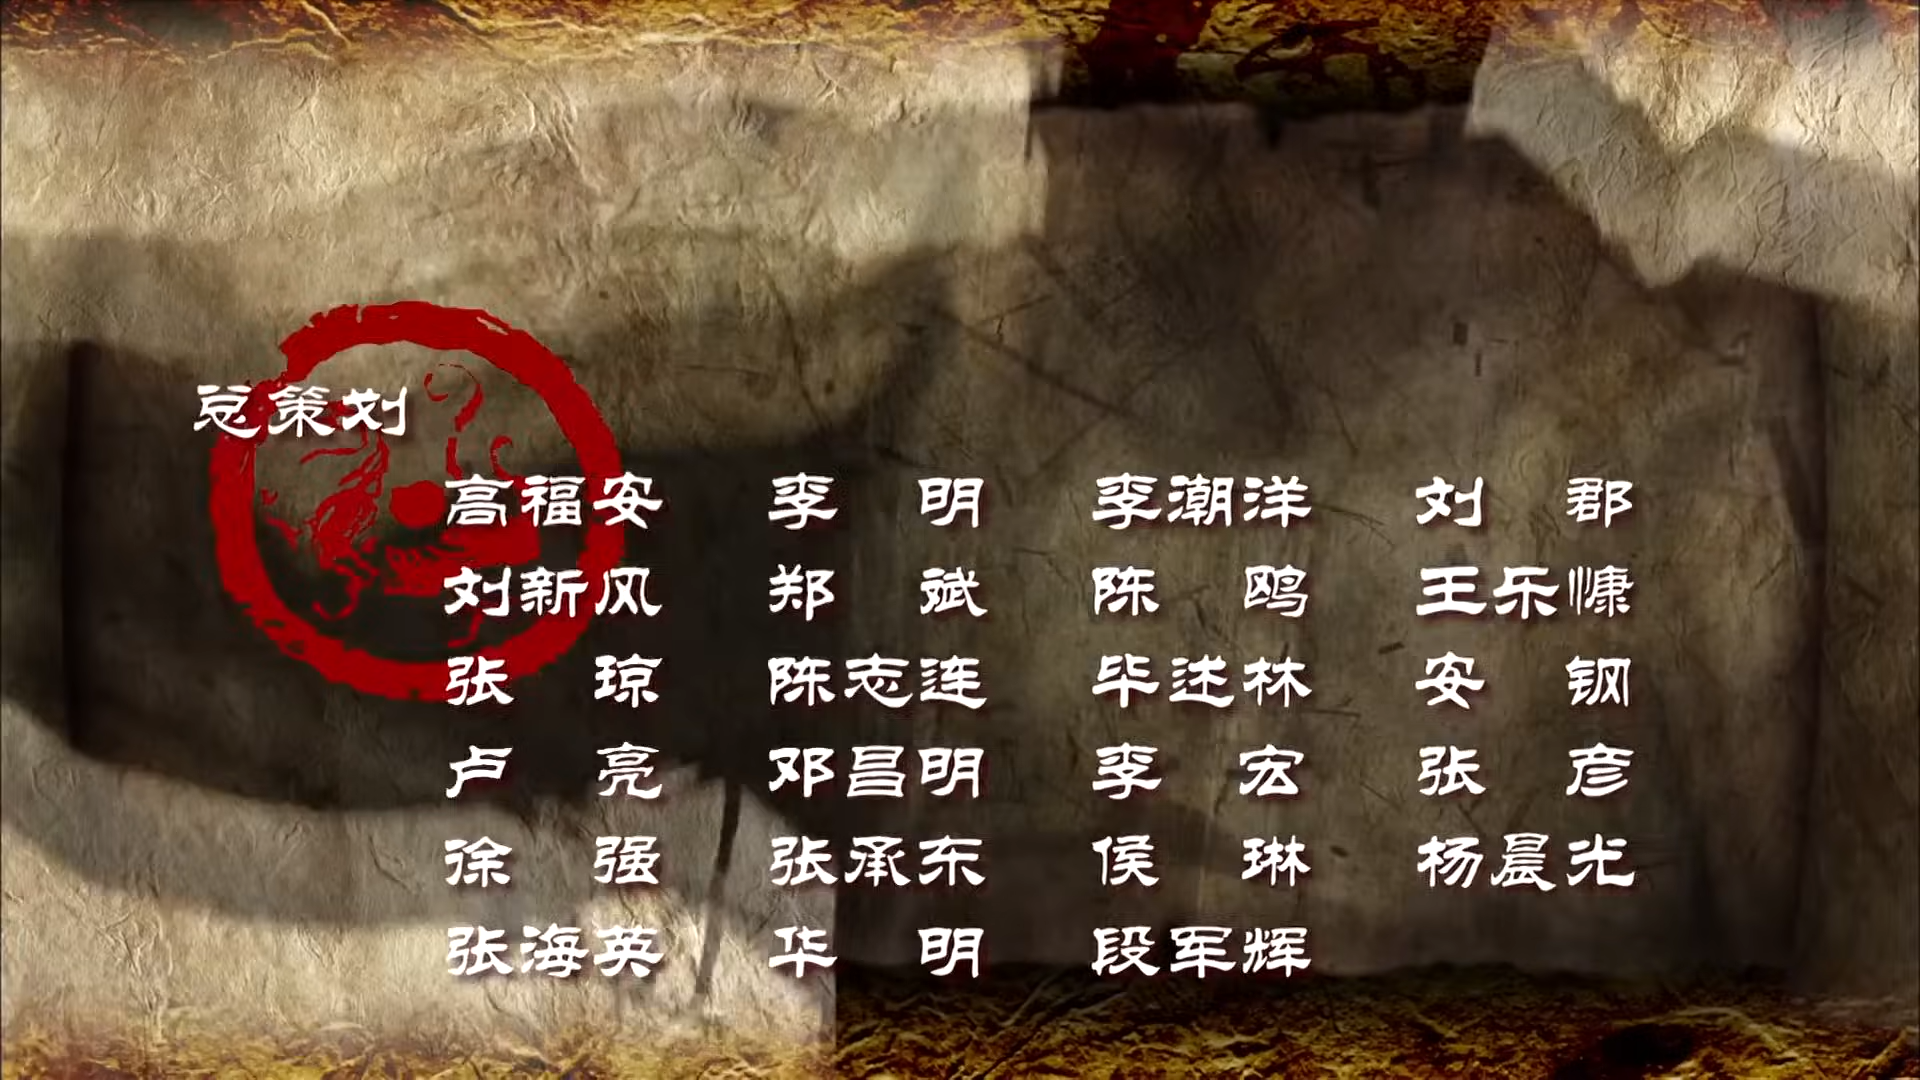 总策划
高福安 李明 李潮洋 刘郡
刘新风 郑斌 陈鸥 王乐慷
张琼 陈志连 毕述林 安钢
卢亮 邓昌明 李宏 张彦
徐强 张承东 侯琳 杨晨光
张海英 华明 段军辉